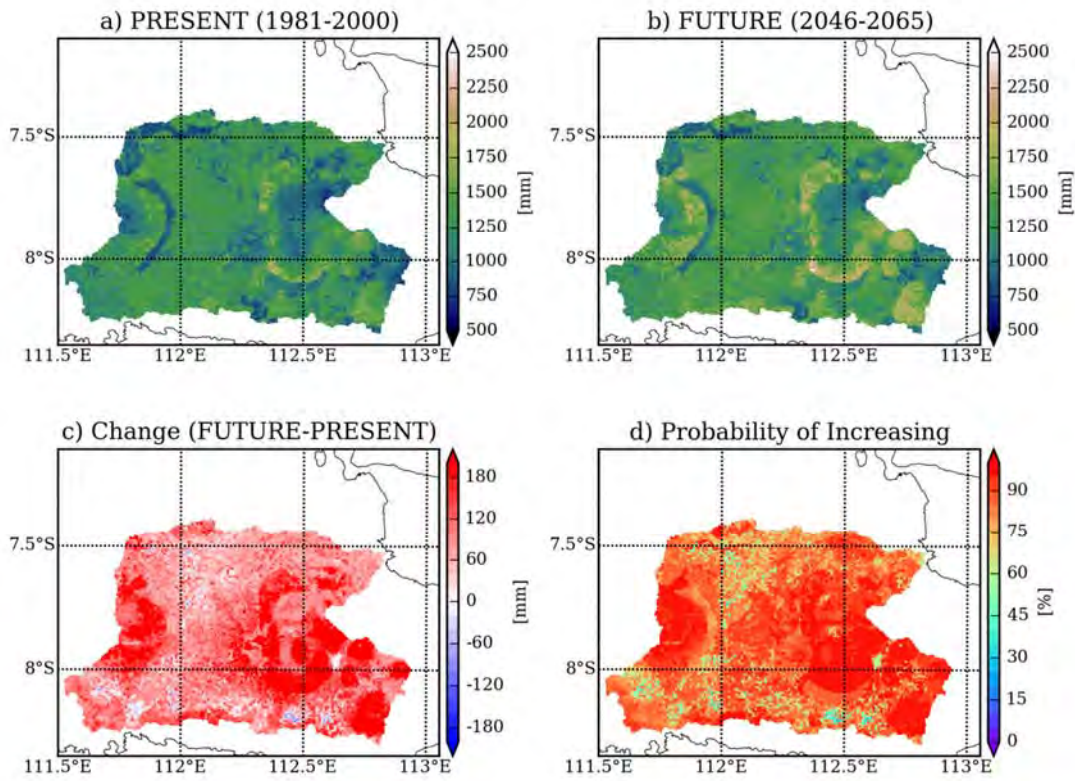 a) PRESENT (1981-2000)
2500
2250
2000
1750
1500
1250
1000
750
500
[mm]
7.5°S
8°S
111.5°E 112°E 112.5°E 113°E
b) FUTURE (2046-2065)
2500
2250
2000
1750
1500
1250
1000
750
500
[mm]
7.5°S
8°S
111.5°E 112°E 112.5°E 113°E
c) Change (FUTURE-PRESENT)
180
120
60
0
-60
-120
-180
[mm]
7.5°S
8°S
111.5°E 112°E 112.5°E 113°E
d) Probability of Increasing
90
75
60
45
30
15
0
[%]
7.5°S
8°S
111.5°E 112°E 112.5°E 113°E